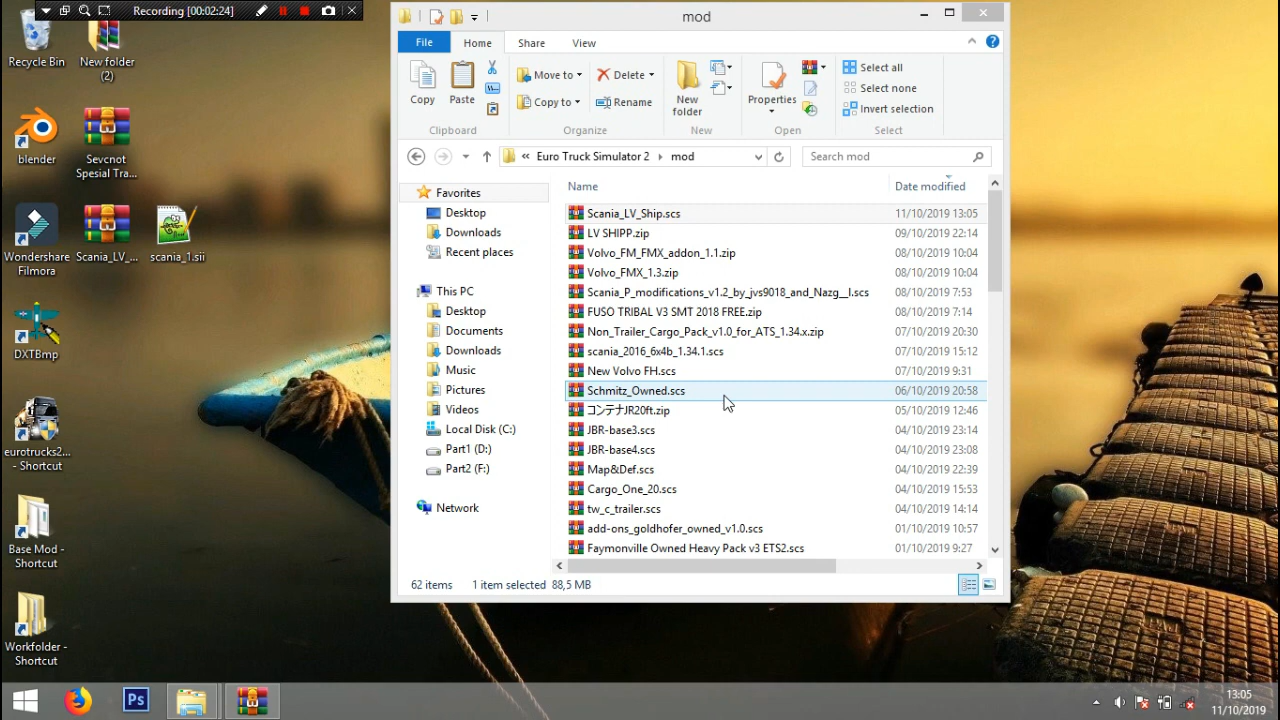 Recording [00:02:24]
mod
File
Home
Share
View
Copy
Paste
Move to
Copy to
Delete
Rename
New folder
Properties
Select all
Select none
Invert selection
Clipboard
Organize
New
Open
Select
Euro Truck Simulator 2
mod
Search mod
Favorites
Desktop
Downloads
Recent places
This PC
Desktop
Documents
Downloads
Music
Pictures
Videos
Local Disk (C:)
Part1 (D:)
Part2 (F:)
Network
Name Date modified
Scania_LV_Ship.scs 11/10/2019 13:05
LV SHIPP.zip 09/10/2019 22:14
Volvo_FM_FMX_addon_1.1.zip 08/10/2019 10:04
Volvo_FMX_1.3.zip 08/10/2019 10:04
Scania_P_modifications_v1.2_by_jvs9018_and_Nazg__l.scs 08/10/2019 7:53
FUSO TRIBAL V3 SMT 2018 FREE.zip 08/10/2019 7:14
Non_Trailer_Cargo_Pack_v1.0_for_ATS_1.34.x.zip 07/10/2019 20:30
scania_2016_6x4b_1.34.1.scs 07/10/2019 15:12
New Volvo FH.scs 07/10/2019 9:31
Schmitz_Owned.scs 06/10/2019 20:58
コンテナJR20ft.zip 05/10/2019 12:46
JBR-base3.scs 04/10/2019 23:14
JBR-base4.scs 04/10/2019 23:08
Map&Def.scs 04/10/2019 22:39
Cargo_One_20.scs 04/10/2019 15:53
tw_c_trailer.scs 04/10/2019 14:14
add-ons_goldhofer_owned_v1.0.scs 01/10/2019 10:57
Faymonville Owned Heavy Pack v3 ETS2.scs 01/10/2019 9:27
62 items 1 item selected 88,5 MB
Recycle Bin
New folder
(2)
blender
Sevcnot
Spesial Tra...
Wondershare
Filmora
Scania_LV_...
scania_1.sii
DXTBmp
eurotrucks2...
- Shortcut
Base Mod -
Shortcut
Workfolder -
Shortcut
Ps
13:05
11/10/2019